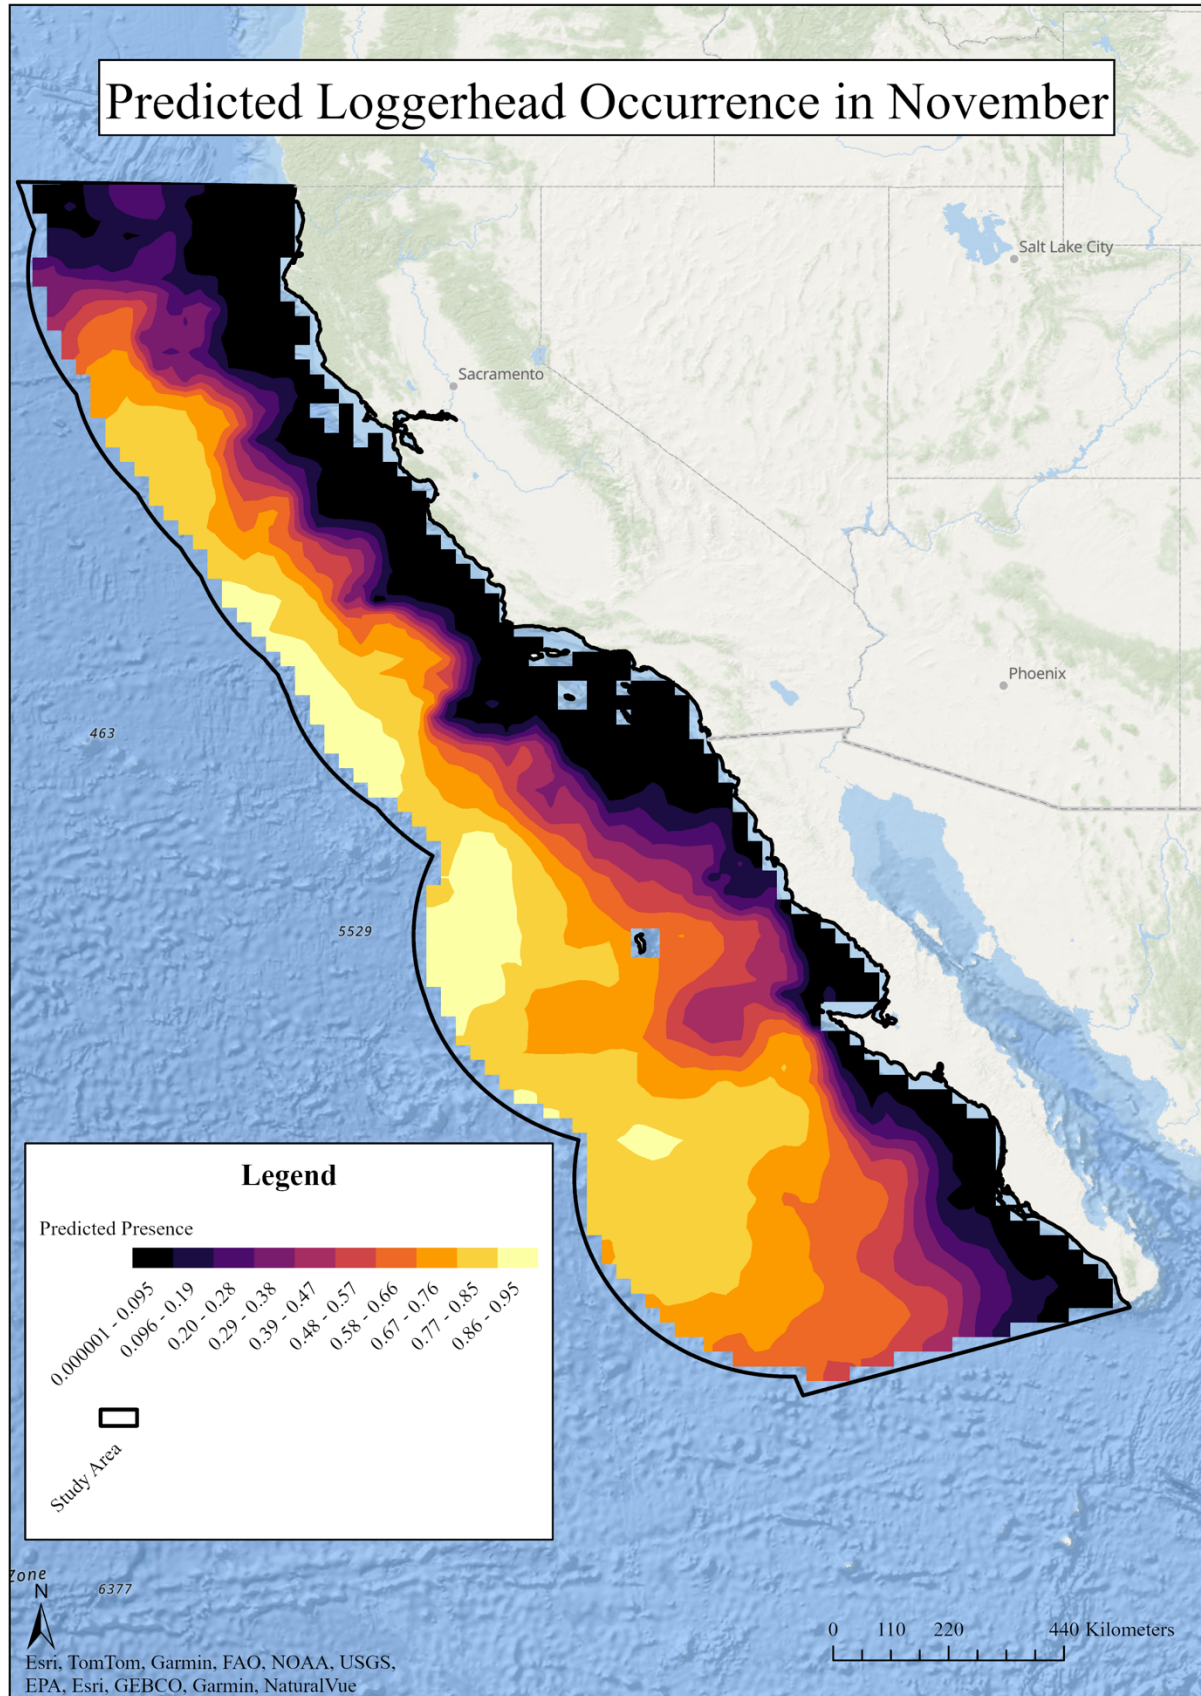 Predicted Loggerhead Occurrence in November
Salt Lake City
Sacramento
Phoenix
463
5529
Legend
Predicted Presence
0.000001 - 0.095
0.096 - 0.19
0.20 - 0.28
0.29 - 0.38
0.39 - 0.47
0.48 - 0.57
0.58 - 0.66
0.67 - 0.76
0.77 - 0.85
0.86 - 0.95
Study Area
Zone
6377
N
0 110 220 440 Kilometers
Esri, TomTom, Garmin, FAO, NOAA, USGS,
EPA, Esri, GEBCO, Garmin, NaturalVue